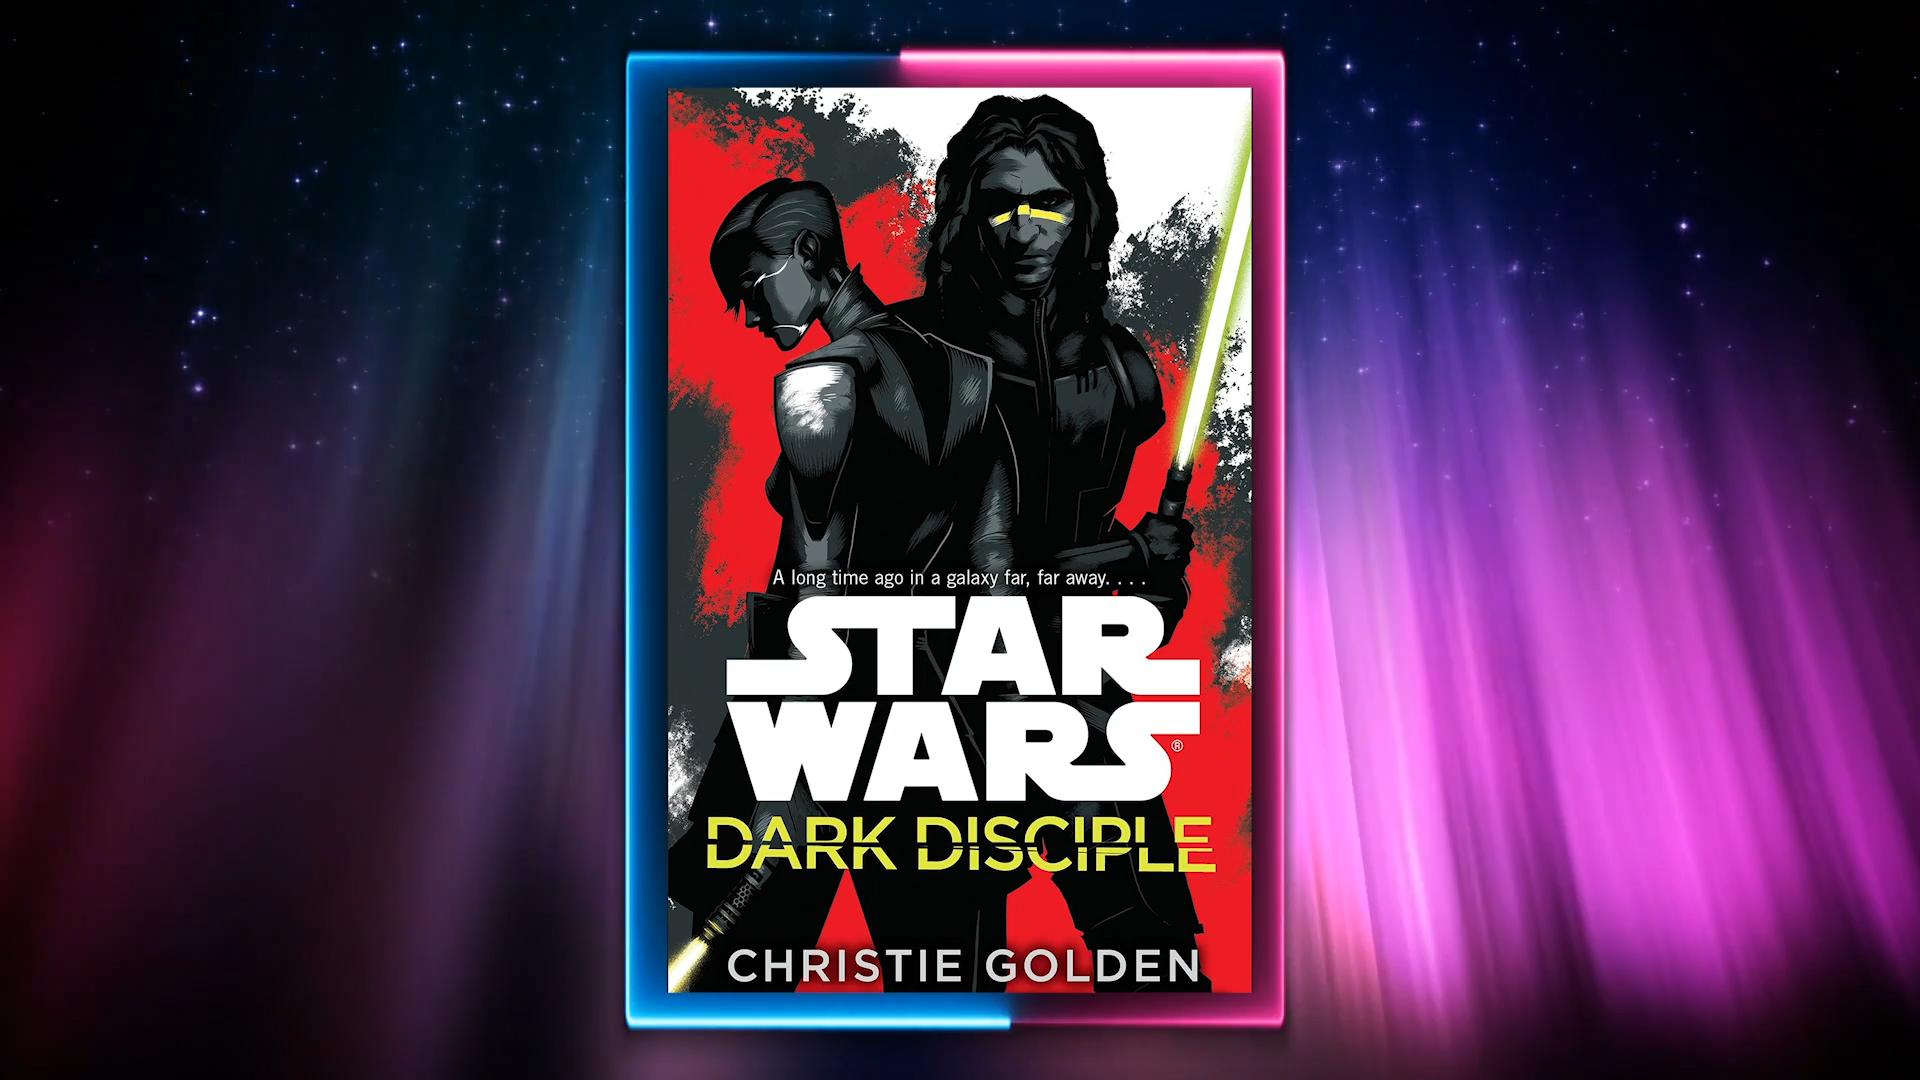 A long time ago in a galaxy far, far away. . . .
STAR
WARS®
DARK DISCIPLE
CHRISTIE GOLDEN